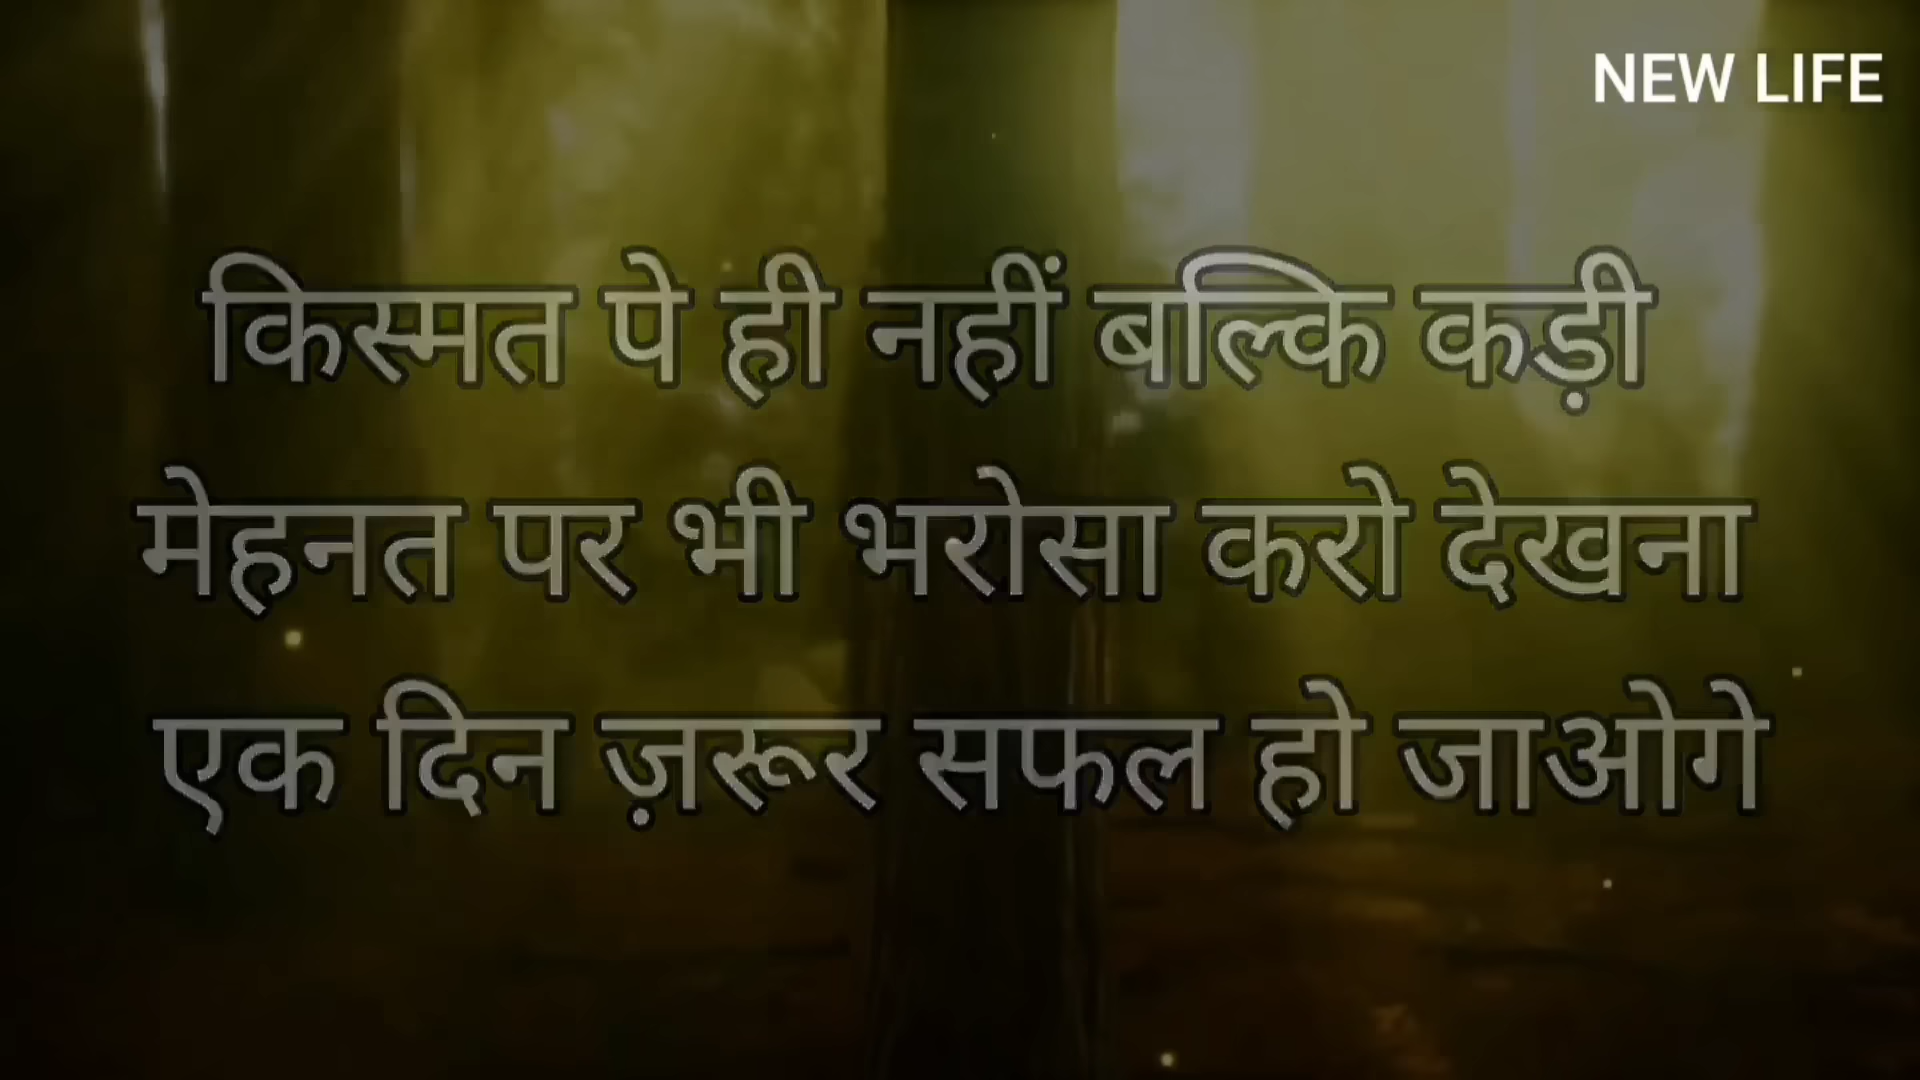 NEW LIFE
किस्मत पे ही नहीं बल्कि कड़ी
मेहनत पर भी भरोसा करो देखना
एक दिन ज़रूर सफल हो जाओगे